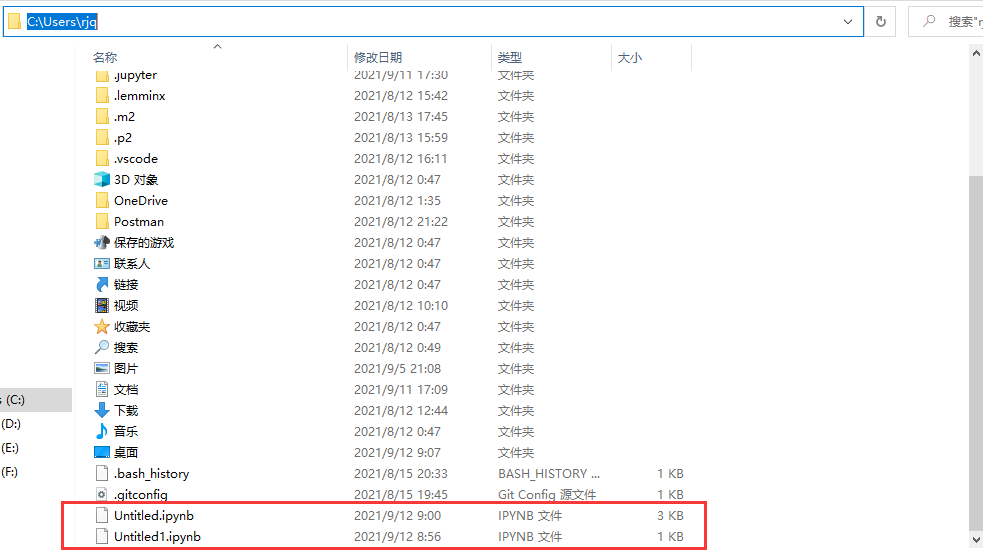 C:\Users\rjq
搜索"rj
名称 修改日期 类型 大小
.jupyter 2021/9/11 17:30 文件夹
.lemminx 2021/8/12 15:42 文件夹
.m2 2021/8/13 17:45 文件夹
.p2 2021/8/13 15:59 文件夹
.vscode 2021/8/12 16:11 文件夹
3D 对象 2021/8/12 0:47 文件夹
OneDrive 2021/8/12 1:35 文件夹
Postman 2021/8/12 21:22 文件夹
保存的游戏 2021/8/12 0:47 文件夹
联系人 2021/8/12 0:47 文件夹
链接 2021/8/12 0:47 文件夹
视频 2021/8/12 10:10 文件夹
收藏夹 2021/8/12 0:47 文件夹
搜索 2021/8/12 0:49 文件夹
图片 2021/9/5 21:08 文件夹
文档 2021/9/11 17:09 文件夹
s (C:)
下载 2021/8/12 12:44 文件夹
(D:)
音乐 2021/8/12 0:47 文件夹
(E:)
桌面 2021/9/12 9:07 文件夹
(F:)
.bash_history 2021/8/15 20:33 BASH_HISTORY ... 1 KB
.gitconfig 2021/8/15 19:45 Git Config 源文件 1 KB
Untitled.ipynb 2021/9/12 9:00 IPYNB 文件 3 KB
Untitled1.ipynb 2021/9/12 8:56 IPYNB 文件 1 KB